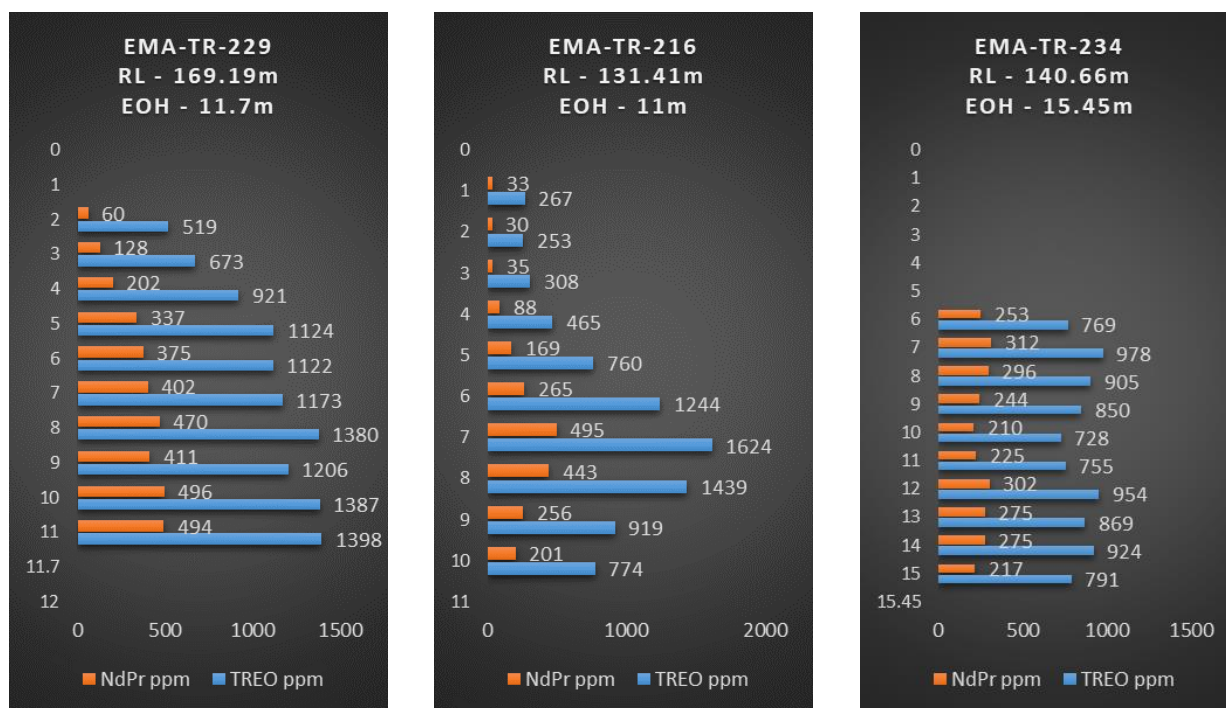 EMA-TR-229
RL - 169.19m
EOH - 11.7m
0
1
2 60 519
3 128 673
4 202 921
5 337 1124
6 375 1122
7 402 1173
8 470 1380
9 411 1206
10 496 1387
11 494 1398
11.7
12
0 500 1000 1500
NdPr ppm TREO ppm
EMA-TR-216
RL - 131.41m
EOH - 11m
0
1 33 267
2 30 253
3 35 308
4 88 465
5 169 760
6 265 1244
7 495 1624
8 443 1439
9 256 919
10 201 774
11
0 1000 2000
NdPr ppm TREO ppm
EMA-TR-234
RL - 140.66m
EOH - 15.45m
0
1
2
3
4
5
6 253 769
7 312 978
8 296 905
9 244 850
10 210 728
11 225 755
12 302 954
13 275 869
14 275 924
15 217 791
15.45
0 500 1000 1500
NdPr ppm TREO ppm